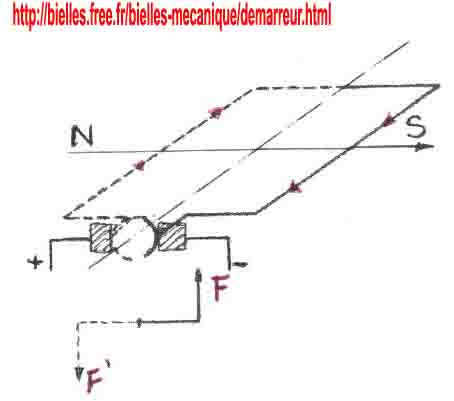 http://bielles.free.fr/bielles-mecanique/demarreur.html
N
S
+ -
F
F'